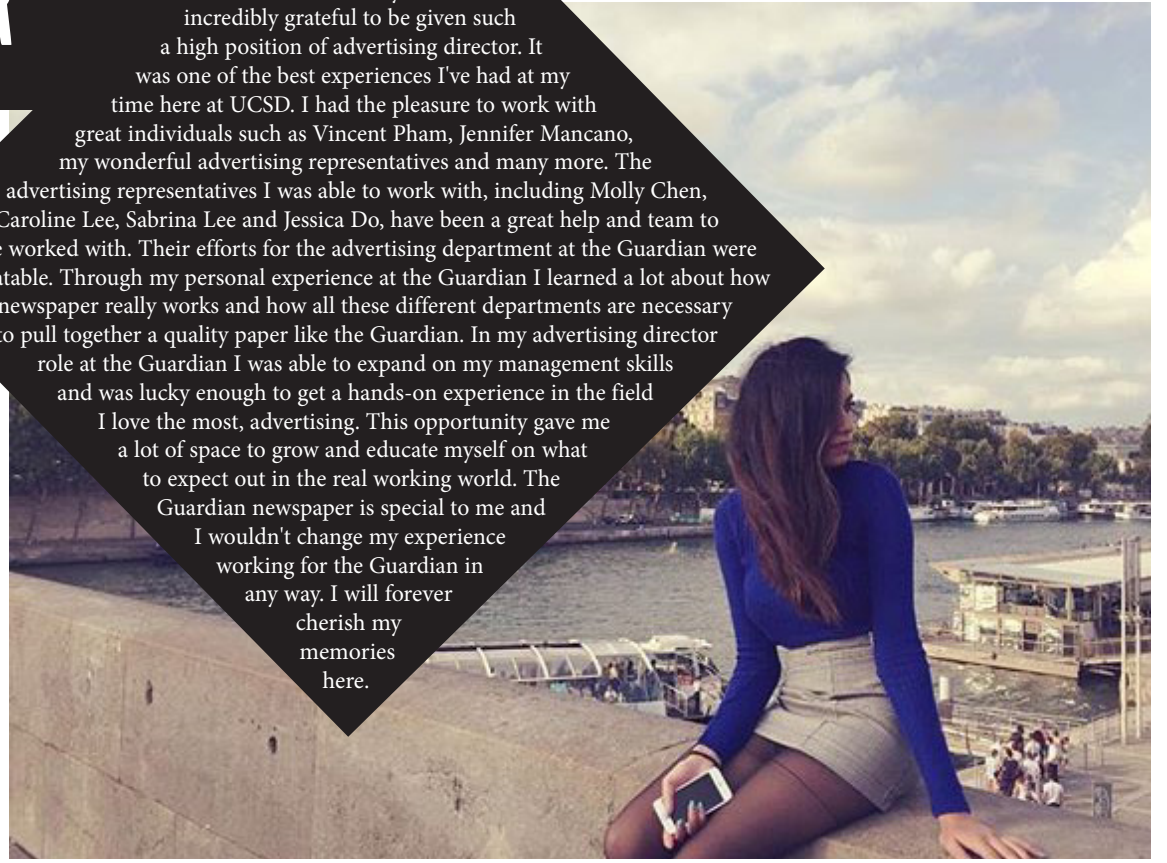 incredibly grateful to be given such
a high position of advertising director. It
was one of the best experiences I've had at my
time here at UCSD. I had the pleasure to work with
great individuals such as Vincent Pham, Jennifer Mancano,
my wonderful advertising representatives and many more. The
advertising representatives I was able to work with, including Molly Chen,
Caroline Lee, Sabrina Lee and Jessica Do, have been a great help and team to
worked with. Their efforts for the advertising department at the Guardian were
Through my personal experience at the Guardian I learned a lot about how
newspaper really works and how all these different departments are necessary
to pull together a quality paper like the Guardian. In my advertising director
role at the Guardian I was able to expand on my management skills
and was lucky enough to get a hands-on experience in the field
I love the most, advertising. This opportunity gave me
a lot of space to grow and educate myself on what
to expect out in the real working world. The
Guardian newspaper is special to me and
I wouldn't change my experience
working for the Guardian in
any way. I will forever
cherish my
memories
here.